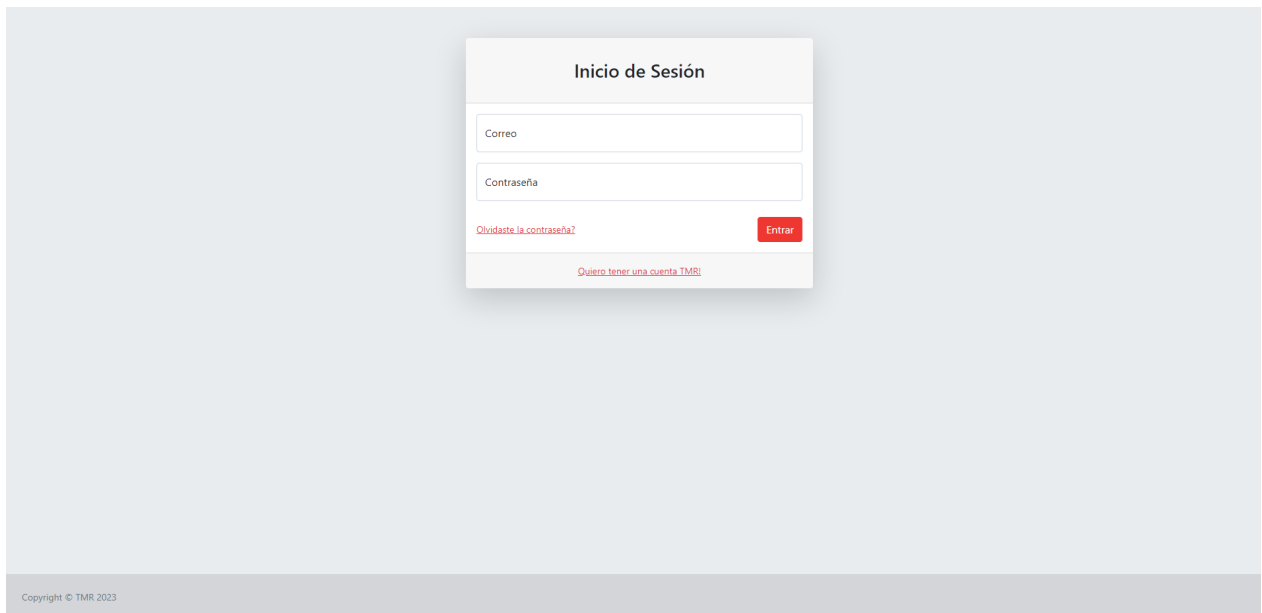 Inicio de Sesión
Correo
Contraseña
Olvidaste la contraseña? Entrar
Quiero tener una cuenta TMR!
Copyright © TMR 2023